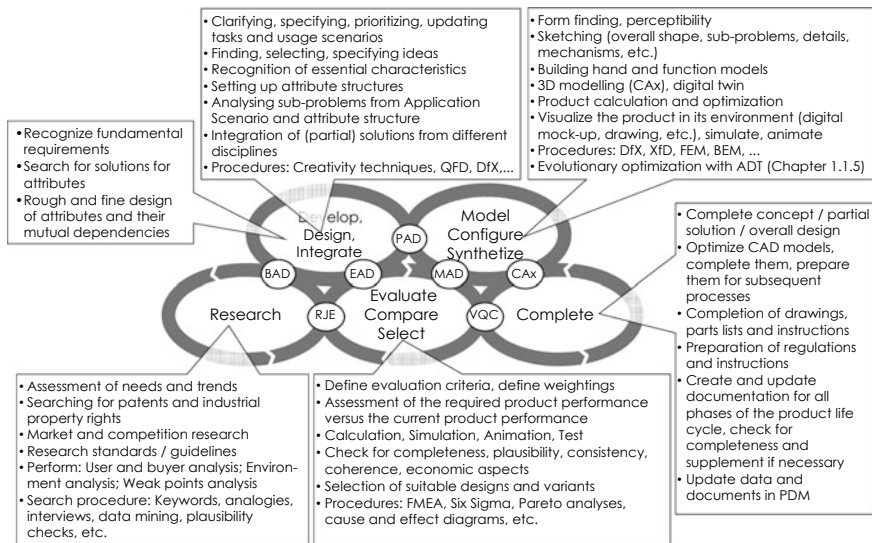 • Clarifying, specifying, prioritizing, updating
tasks and usage scenarios
• Finding, selecting, specifying ideas
• Recognition of essential characteristics
• Setting up attribute structures
• Analysing sub-problems from Application
Scenario and attribute structure
• Integration of (partial) solutions from different
disciplines
• Procedures: Creativity techniques, QFD, DfX,...
• Form finding, perceptibility
• Sketching (overall shape, sub-problems, details,
mechanisms, etc.)
• Building hand and function models
• 3D modelling (CAx), digital twin
• Product calculation and optimization
• Visualize the product in its environment (digital
mock-up, drawing, etc.), simulate, animate
• Procedures: DfX, XfD, FEM, BEM, ...
• Evolutionary optimization with ADT (Chapter 1.1.5)
• Recognize fundamental
requirements
• Search for solutions for
attributes
• Rough and fine design
of attributes and their
mutual dependencies
Develop,
Design,
Integrate
PAD
Model
Configure
Synthetize
BAD
EAD
MAD
CAx
Research
RJE
Evaluate
Compare
Select
VQC
Complete
• Complete concept / partial
solution / overall design
• Optimize CAD models,
complete them, prepare
them for subsequent
processes
• Completion of drawings,
parts lists and instructions
• Preparation of regulations
and instructions
• Create and update
documentation for all
phases of the product life
cycle, check for
completeness and
supplement if necessary
• Update data and
documents in PDM
• Assessment of needs and trends
• Searching for patents and industrial
property rights
• Market and competition research
• Research standards / guidelines
• Perform: User and buyer analysis; Environ-
ment analysis; Weak points analysis
• Search procedure: Keywords, analogies,
interviews, data mining, plausibility
checks, etc.
• Define evaluation criteria, define weightings
• Assessment of the required product performance
versus the current product performance
• Calculation, Simulation, Animation, Test
• Check for completeness, plausibility, consistency,
coherence, economic aspects
• Selection of suitable designs and variants
• Procedures: FMEA, Six Sigma, Pareto analyses,
cause and effect diagrams, etc.